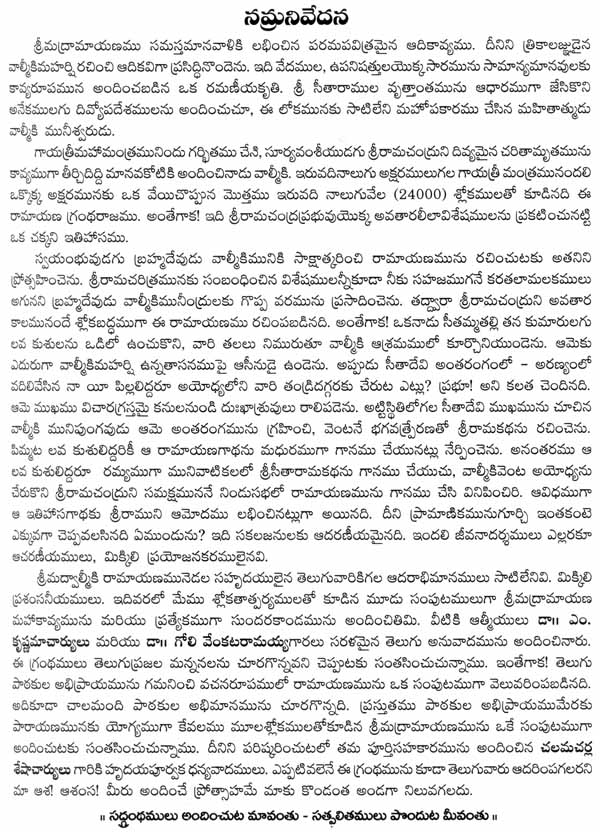 నమ్రనివేదన
శ్రీమద్రామాయణము సమస్తమానవాళికి లభించిన పరమపవిత్రమైన ఆదికావ్యము. దీనిని త్రికాలజ్ఞుడైన
వాల్మీకిమహర్షి రచించి ఆదికవిగా ప్రసిద్ధినొందెను. ఇది వేదముల, ఉపనిషత్తులయొక్క సారమును సామాన్యమానవులకు
కావ్యరూపమున అందించబడిన ఒక రమణీయకృతి. శ్రీ సీతారాముల వృత్తాంతమును ఆధారముగా జేసికొని
అనేకములగు దివ్యోపదేశములను అందించుచూ, ఈ లోకమునకు సాటిలేని మహోపకారము చేసిన మహితాత్ముడు
వాల్మీకి మునీశ్వరుడు.
గాయత్రీమహామంత్రమునిందు గర్భితము చేసి, సూర్యవంశీయుడగు శ్రీరామచంద్రుని దివ్యమైన చరితామృతమును
కావ్యముగా తీర్చిదిద్ది మానవకోటికి అందించినాడు వాల్మీకి. ఇరువదినాలుగు అక్షరములుగల గాయత్రీ మంత్రమునందలి
ఒక్కొక్క అక్షరమునకు ఒక వేయిచొప్పున మొత్తము ఇరువది నాలుగువేల (24000) శ్లోకములతో కూడినది ఈ
రామాయణ గ్రంథరాజము. అంతేగాక! ఇది శ్రీరామచంద్రప్రభువుయొక్క అవతారలీలావిశేషములను ప్రకటించునట్టి
ఒక చక్కని ఇతిహాసము.
స్వయంభువుడగు బ్రహ్మదేవుడు వాల్మీకిమునికి సాక్షాత్కరించి రామాయణమును రచించుటకు అతనిని
ప్రోత్సహించెను. శ్రీరామచరిత్రమునకు సంబంధించిన విశేషములన్నీకూడా నీకు సహజముగనే కరతలామలకములు
అగునని బ్రహ్మదేవుడు వాల్మీకిమునీంద్రులకు గొప్ప వరమును ప్రసాదించెను. తద్ద్వారా శ్రీరామచంద్రుని అవతార
కాలమునందే శ్లోకబద్ధముగా ఈ రామాయణము రచింపబడినది. అంతేగాక! ఒకనాడు సీతమ్మతల్లి తన కుమారులగు
లవ కుశులను ఒడిలో ఉంచుకొని, వారి తలలు నిమురుతూ వాల్మీకి ఆశ్రమములో కూర్చొనియుండెను. ఆమెకు
ఎదురుగా వాల్మీకిమహర్షి ఉన్నతాసనముపై ఆసీనుడై ఉండెను. అప్పుడు సీతాదేవి అంతరంగంలో - అరణ్యంలో
వదిలివేసిన నా యీ పిల్లలిద్దరూ అయోధ్యలోని వారి తండ్రిదగ్గరకు చేరుట ఎట్లు? ప్రభూ! అని కలత చెందినది.
ఆమె ముఖము విచారగ్రస్తమై కనులనుండి దుఃఖాశ్రువులు రాలిపడెను. అట్టిస్థితిలోగల సీతాదేవి ముఖమును చూచిన
వాల్మీకి మునిపుంగవుడు ఆమె అంతరంగమును గ్రహించి, వెంటనే భగవత్ప్రేరణతో శ్రీరామకథను రచించెను.
పిమ్మట లవ కుశులిద్దరికీ ఆ రామాయణగాథను మధురముగా గానము చేయునట్లు నేర్పించెను. అనంతరము ఆ
లవ కుశులిద్దరూ రమ్యముగా మునివాటికలలో శ్రీసీతారామకథను గానము చేయుచు, వాల్మీకివెంట అయోధ్యను
చేరుకొని శ్రీరామచంద్రుని సమక్షముననే నిండుసభలో రామాయణమును గానము చేసి వినిపించిరి. ఆవిధముగా
ఆ ఇతిహాసగాథకు శ్రీరాముని ఆమోదము లభించినట్లుగా అయినది. దీని ప్రామాణికమునుగూర్చి ఇంతకంటె
ఎక్కువగా చెప్పవలసినది ఏముందును? ఇది సకలజనులకు ఆదరణీయమైనది. ఇందలి జీవనాదర్శములు ఎల్లరకూ
ఆచరణీయములు, మిక్కిలి ప్రయోజనకరములైనవి.
శ్రీమద్వాల్మీకి రామాయణమునెడల సహృదయులైన తెలుగువారికిగల ఆదరాభిమానములు సాటిలేనివి. మిక్కిలి
ప్రశంసనీయములు. ఇదివరలో మేము శ్లోకతాత్పర్యములతో కూడిన మూడు సంపుటములుగా శ్రీమద్రామాయణ
మహాకావ్యమును మరియు ప్రత్యేకముగా సుందరకాండమును అందించితిమి. వీటికి ఆత్మీయులు డా॥ ఎం.
కృష్ణమాచార్యులు మరియు డా॥ గోలి వేంకటరామయ్యగారలు సరళమైన తెలుగు అనువాదమును అందించినారు.
ఈ గ్రంథములు తెలుగుప్రజల మన్ననలను చూరగొన్నవని చెప్పుటకు సంతసించుచున్నాము. ఇంతేగాక! తెలుగు
పాఠకుల అభిప్రాయమును గమనించి వచనరూపములో రామాయణమును ఒక సంపుటముగా వెలువరింపబడినది.
అదికూడా చాలమంది పాఠకుల అభిమానమును చూరగొన్నది. ప్రస్తుతము పాఠకుల అభిప్రాయముమేరకు
పారాయణమునకు యోగ్యముగా కేవలము మూలశ్లోకములతోకూడిన శ్రీమద్రామాయణమును ఒకే సంపుటముగా
అందించుటకు సంతసించుచున్నాము. దీనిని పరిష్కరించుటలో తమ పూర్తిసహకారమును అందించిన చలమచర్ల
శేషాచార్యులు గారికి హృదయపూర్వక ధన్యవాదములు. ఎప్పటివలెనే ఈ గ్రంథమును కూడా తెలుగువారు ఆదరింపగలరని
మా ఆశ! ఆశంస! మీరు అందించే ప్రోత్సాహమే మాకు కొండంత అండగా నిలువగలదు.
॥ సద్గ్రంథములు అందించుట మావంతు - సత్ఫలితములు పొందుట మీవంతు ॥